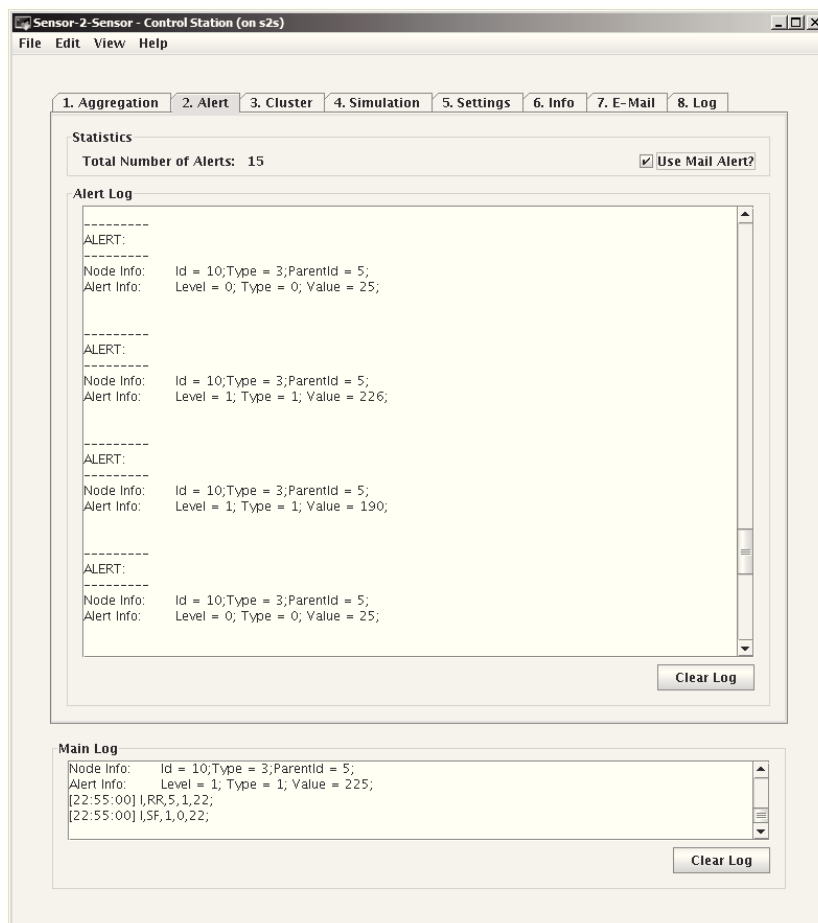 Sensor-2-Sensor - Control Station (on s2s)
File Edit View Help
1. Aggregation 2. Alert 3. Cluster 4. Simulation 5. Settings 6. Info 7. E-Mail 8. Log
Statistics
Total Number of Alerts: 15 Use Mail Alert?
Alert Log
---------
ALERT:
---------
Node Info: Id = 10;Type = 3;ParentId = 5;
Alert Info: Level = 0; Type = 0; Value = 25;
---------
ALERT:
---------
Node Info: Id = 10;Type = 3;ParentId = 5;
Alert Info: Level = 1; Type = 1; Value = 226;
---------
ALERT:
---------
Node Info: Id = 10;Type = 3;ParentId = 5;
Alert Info: Level = 1; Type = 1; Value = 190;
---------
ALERT:
---------
Node Info: Id = 10;Type = 3;ParentId = 5;
Alert Info: Level = 0; Type = 0; Value = 25;
Clear Log
Main Log
Node Info: Id = 10;Type = 3;ParentId = 5;
Alert Info: Level = 1; Type = 1; Value = 225;
[22:55:00] I,RR,5,1,22;
[22:55:00] I,SF,1,0,22;
Clear Log